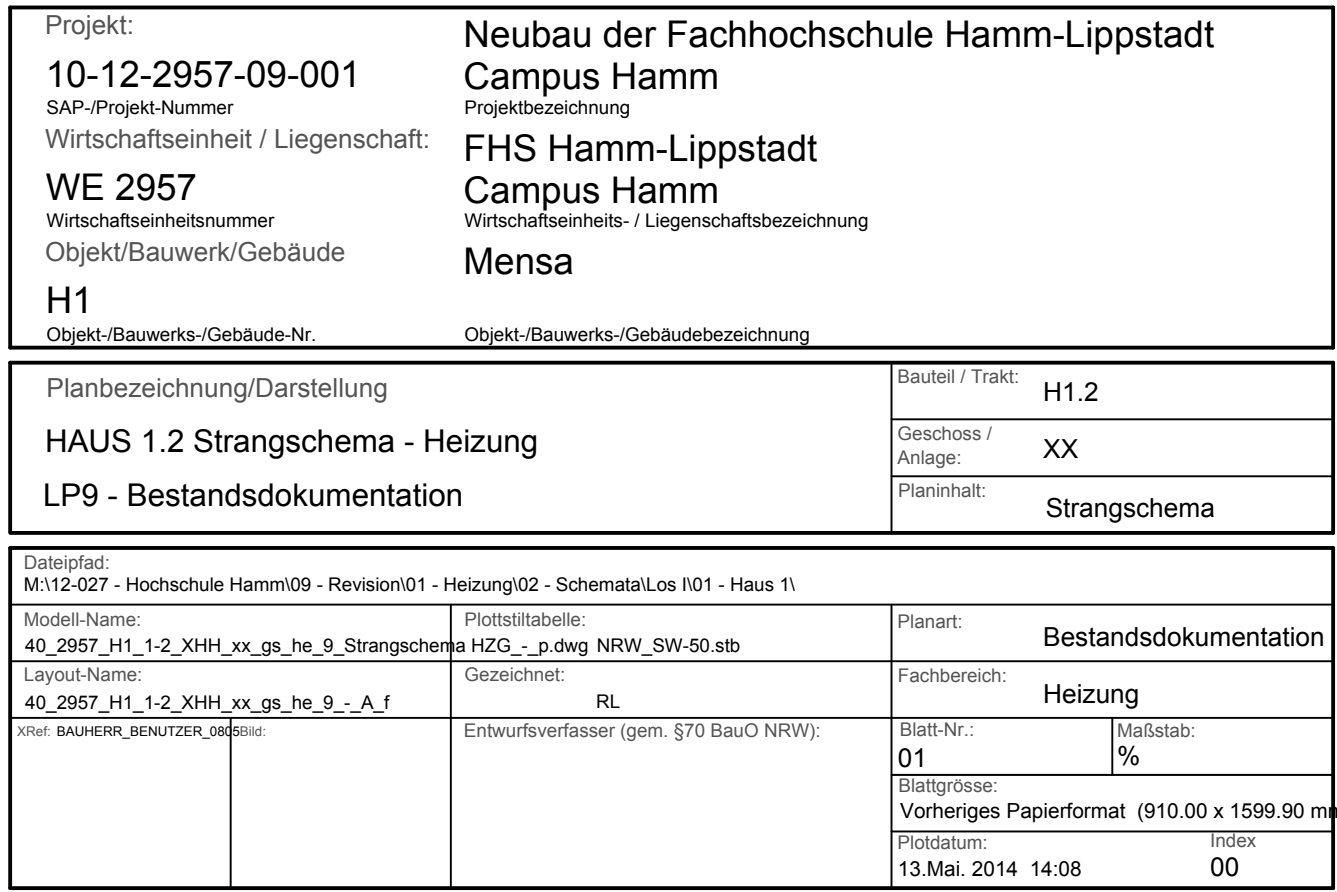 Projekt:
Neubau der Fachhochschule Hamm-Lippstadt
10-12-2957-09-001
Campus Hamm
SAP-/Projekt-Nummer
Projektbezeichnung
Wirtschaftseinheit / Liegenschaft:
FHS Hamm-Lippstadt
WE 2957
Campus Hamm
Wirtschaftseinheitsnummer
Wirtschaftseinheits- / Liegenschaftsbezeichnung
Objekt/Bauwerk/Gebäude
Mensa
H1
Objekt-/Bauwerks-/Gebäude-Nr.
Objekt-/Bauwerks-/Gebäudebezeichnung
Planbezeichnung/Darstellung
HAUS 1.2 Strangschema - Heizung
LP9 - Bestandsdokumentation
Bauteil / Trakt:
H1.2
Geschoss /
Anlage:
XX
Planinhalt:
Strangschema
Dateipfad:
M:\12-027 - Hochschule Hamm\09 - Revision\01 - Heizung\02 - Schemata\Los I\01 - Haus 1\
Modell-Name:
40_2957_H1_1-2_XHH_xx_gs_he_9_Strangschema HZG_-_p.dwg
Plottstiltabelle:
NRW_SW-50.stb
Planart:
Bestandsdokumentation
Layout-Name:
40_2957_H1_1-2_XHH_xx_gs_he_9_-_A_f
Gezeichnet:
RL
Fachbereich:
Heizung
XRef: BAUHERR_BENUTZER_0805
Bild:
Entwurfsverfasser (gem. §70 BauO NRW):
Blatt-Nr.:
01
Maßstab:
%
Blattgrösse:
Vorheriges Papierformat (910.00 x 1599.90 mm
Plotdatum:
13.Mai. 2014 14:08
Index
00